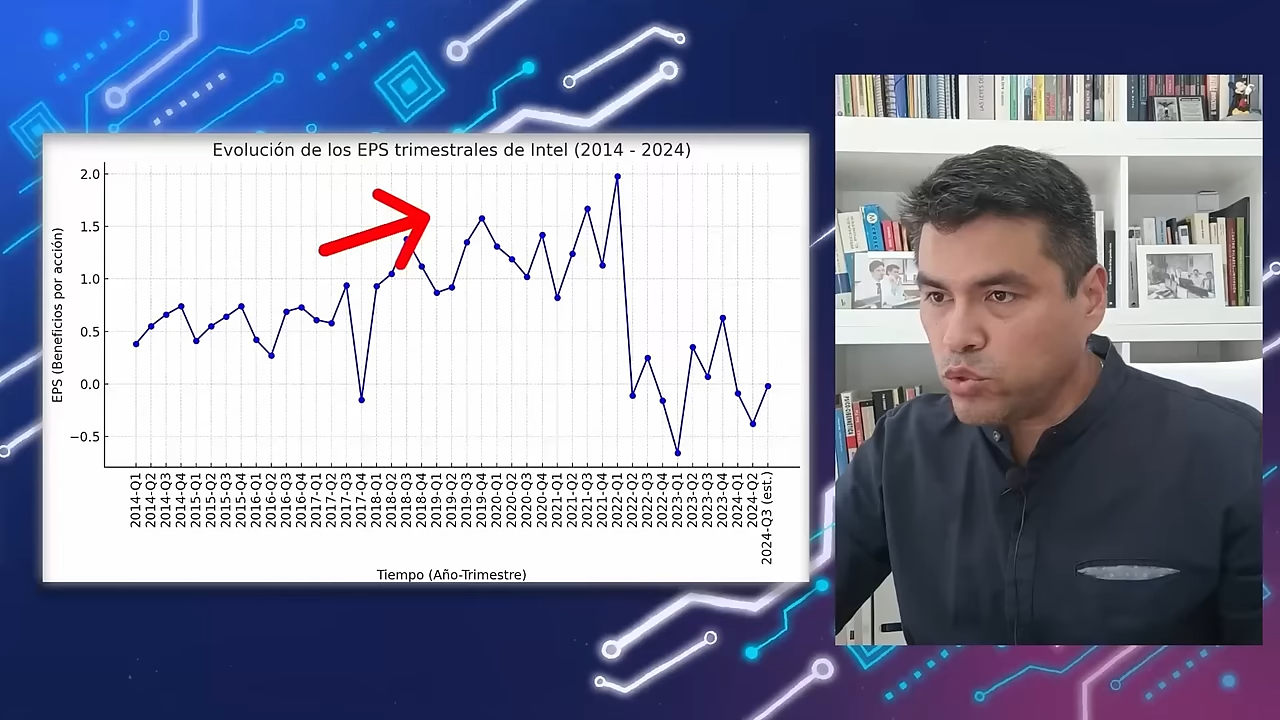 Evolución de los EPS trimestrales de Intel (2014 - 2024)
EPS (Beneficios por acción)
2.0
1.5
1.0
0.5
0.0
−0.5
2014-Q1
2014-Q2
2014-Q3
2014-Q4
2015-Q1
2015-Q2
2015-Q3
2015-Q4
2016-Q1
2016-Q2
2016-Q3
2016-Q4
2017-Q1
2017-Q2
2017-Q3
2017-Q4
2018-Q1
2018-Q2
2018-Q3
2018-Q4
2019-Q1
2019-Q2
2019-Q3
2019-Q4
2020-Q1
2020-Q2
2020-Q3
2020-Q4
2021-Q1
2021-Q2
2021-Q3
2021-Q4
2022-Q1
2022-Q2
2022-Q3
2022-Q4
2023-Q1
2023-Q2
2023-Q3
2023-Q4
2024-Q1
2024-Q2
2024-Q3 (est.)
Tiempo (Año-Trimestre)